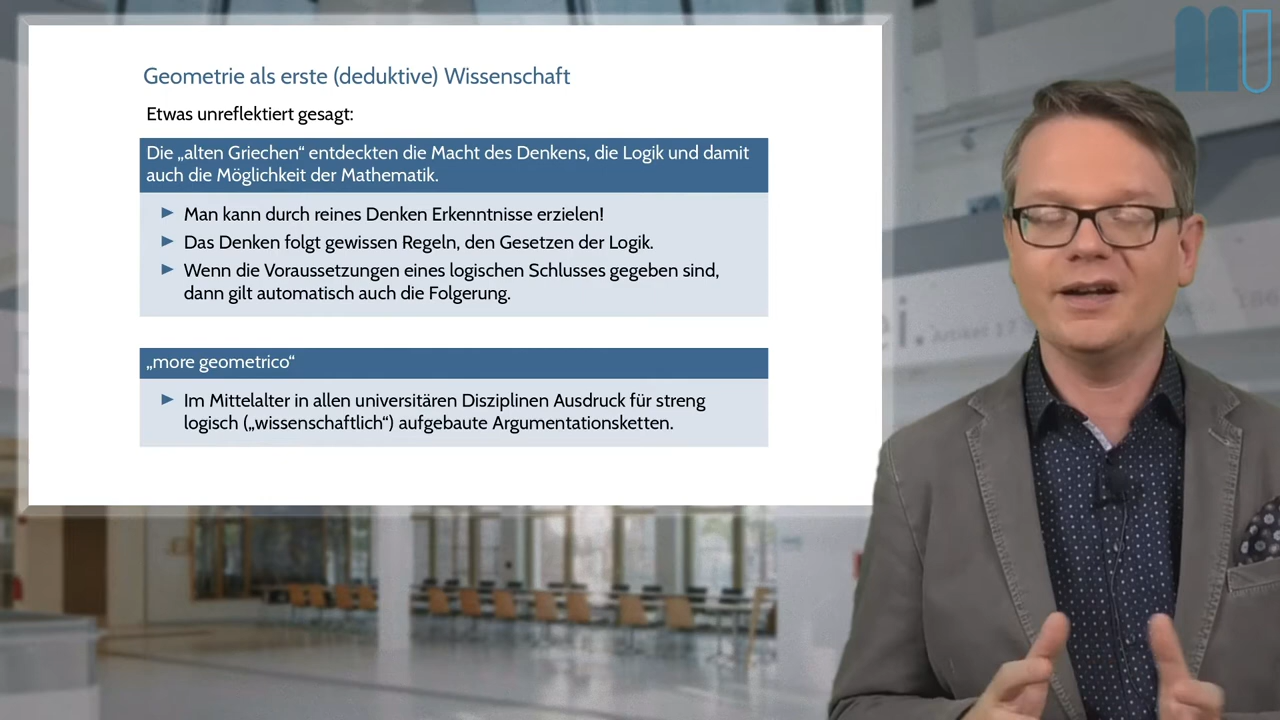 Geometrie als erste (deduktive) Wissenschaft
Etwas unreflektiert gesagt:
Die „alten Griechen“ entdeckten die Macht des Denkens, die Logik und damit
auch die Möglichkeit der Mathematik.
Man kann durch reines Denken Erkenntnisse erzielen!
Das Denken folgt gewissen Regeln, den Gesetzen der Logik.
Wenn die Voraussetzungen eines logischen Schlusses gegeben sind,
dann gilt automatisch auch die Folgerung.
„more geometrico“
Im Mittelalter in allen universitären Disziplinen Ausdruck für streng
logisch („wissenschaftlich“) aufgebaute Argumentationsketten.
ei. Artikel 17